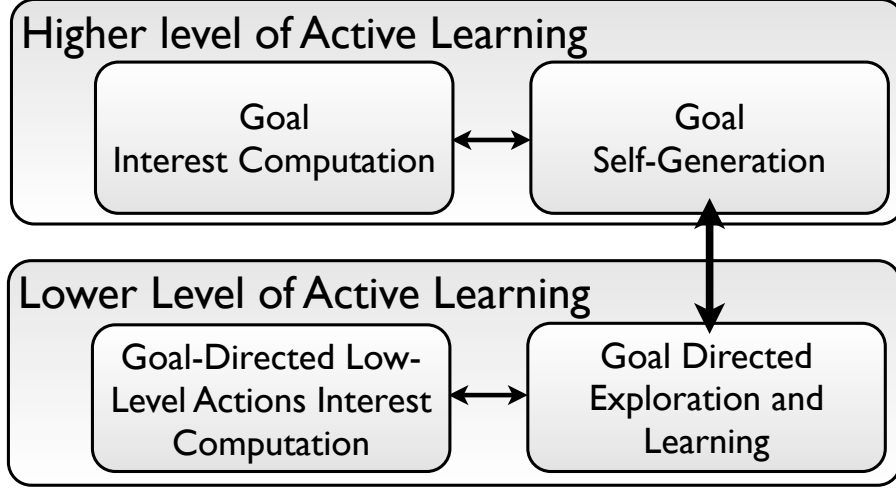 Higher level of Active Learning
Goal
Interest Computation
Goal
Self-Generation
Lower Level of Active Learning
Goal-Directed Low-
Level Actions Interest
Computation
Goal Directed
Exploration and
Learning